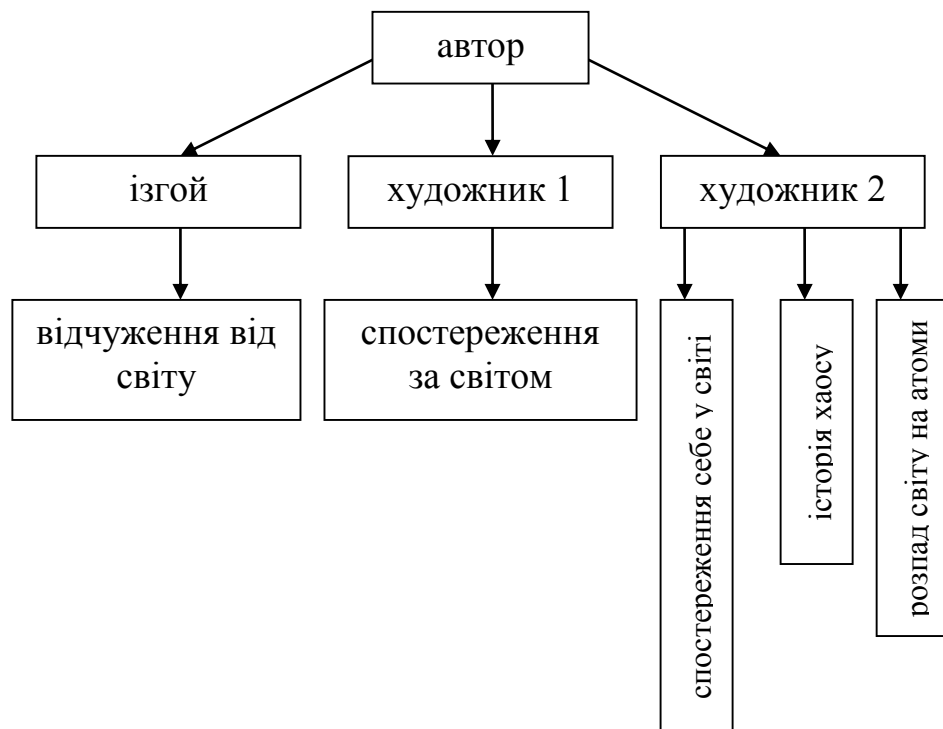 автор
ізгой
художник 1
художник 2
відчуження від
світу
спостереження
за світом
спостереження себе у світі
історія хаосу
розпад світу на атоми